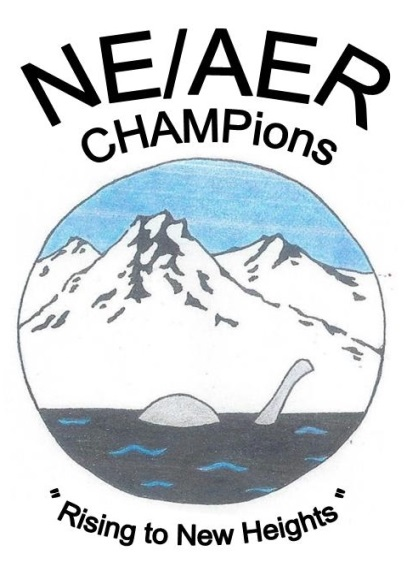 NE/AER
CHAMPions
"Rising to New Heights"